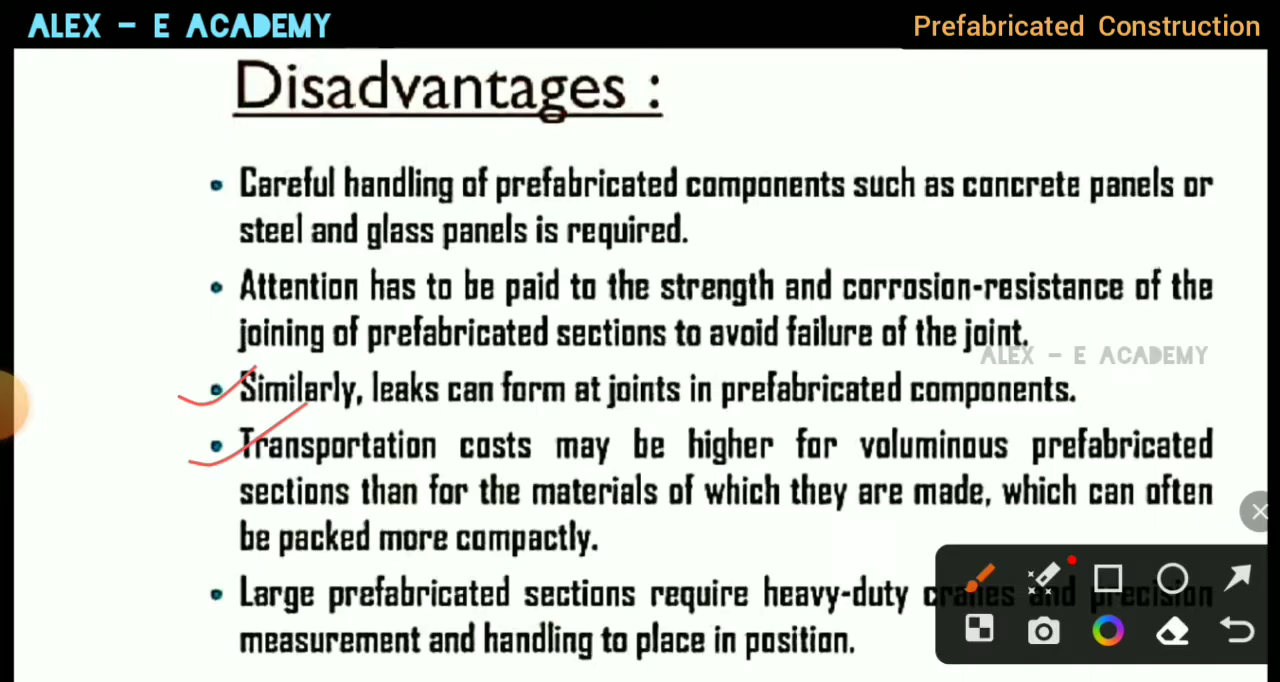 ALEX – E ACADEMY
Prefabricated Construction
Disadvantages :
• Careful handling of prefabricated components such as concrete panels or
steel and glass panels is required.
• Attention has to be paid to the strength and corrosion-resistance of the
joining of prefabricated sections to avoid failure of the joint.
ALEX – E ACADEMY
• Similarly, leaks can form at joints in prefabricated components.
• Transportation costs may be higher for voluminous prefabricated
sections than for the materials of which they are made, which can often
be packed more compactly.
• Large prefabricated sections require heavy-duty cranes and precision
measurement and handling to place in position.